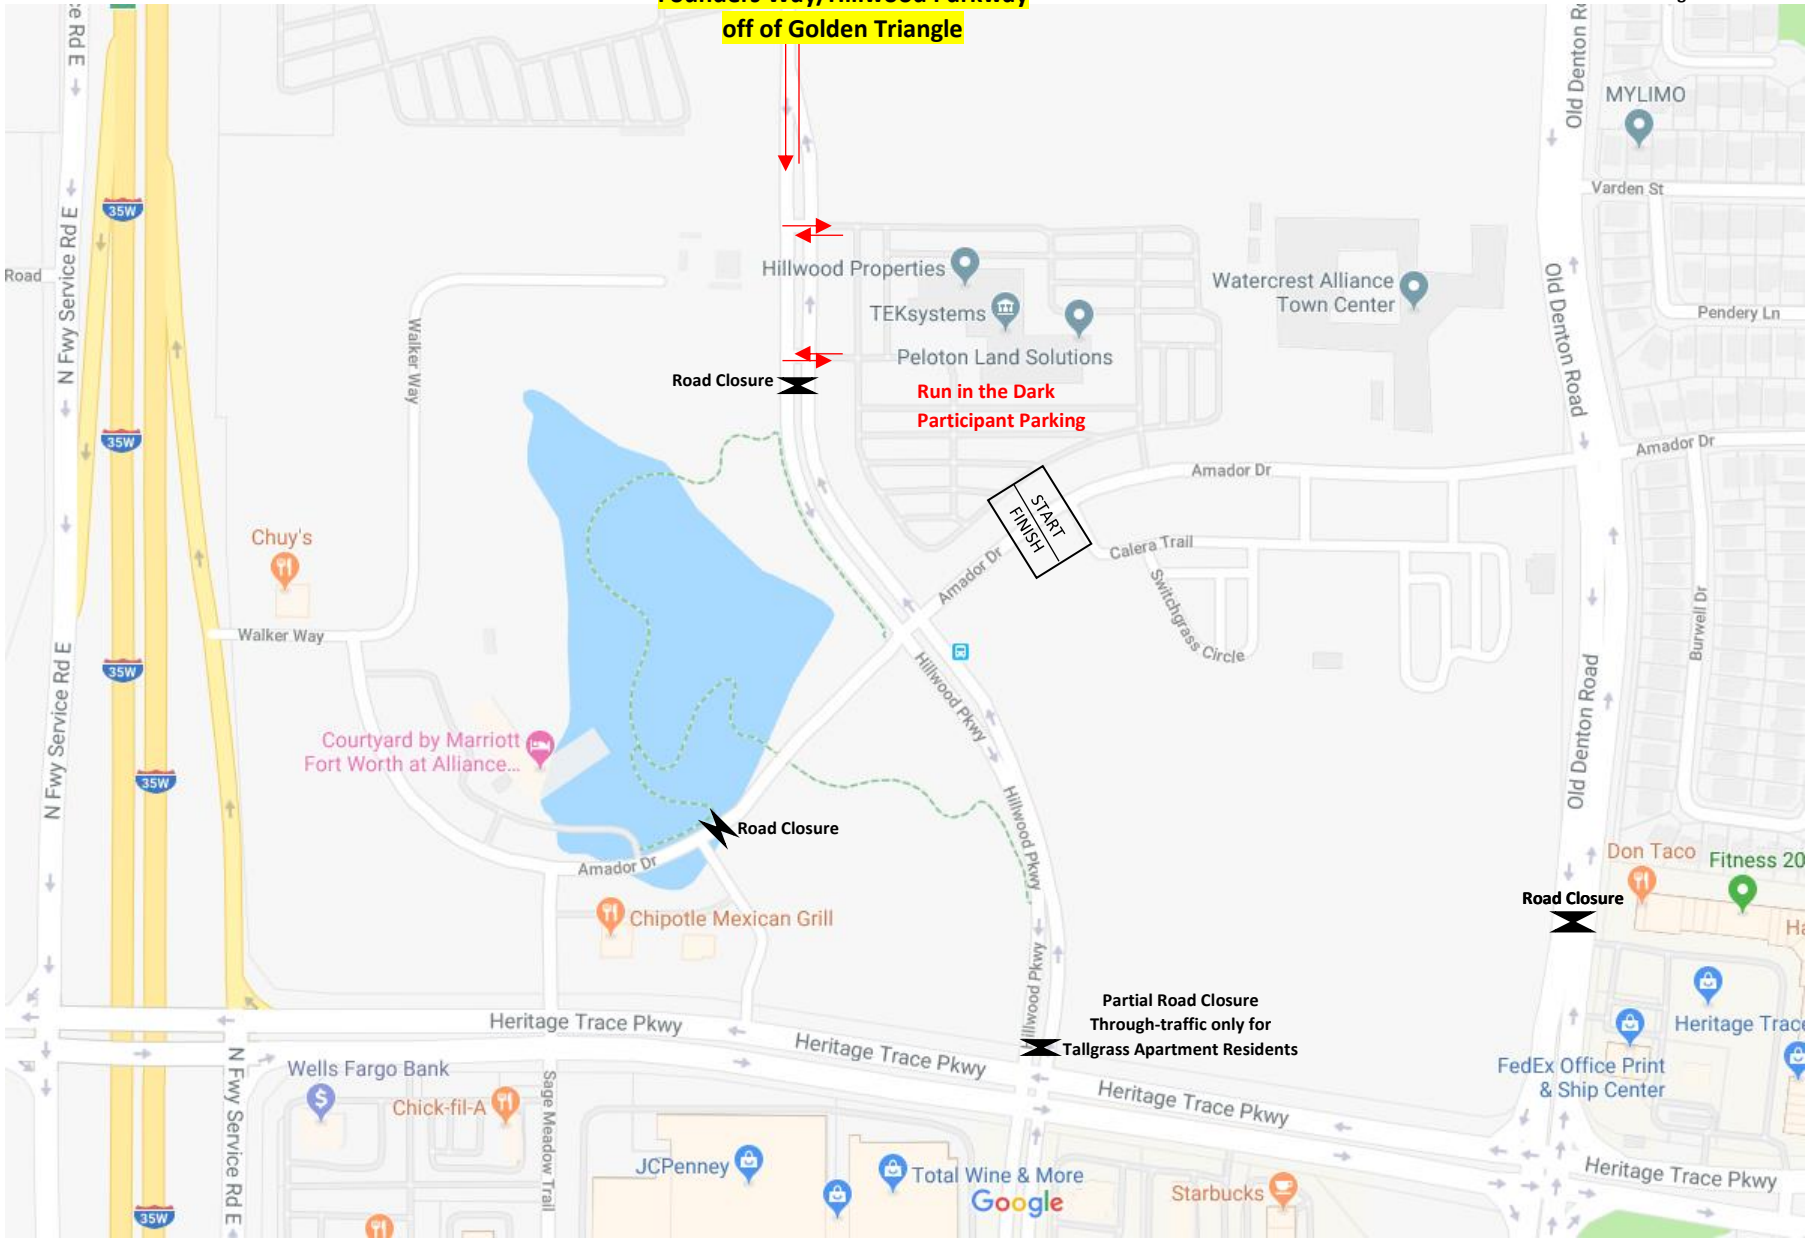 Founders Way/Hillwood Parkway
off of Golden Triangle
Old Denton Rd
MYLIMO
Varden St
35W
N Fwy Service Rd E
Road
Hillwood Properties
TEKsystems
Peloton Land Solutions
Watercrest Alliance
Town Center
Old Denton Road
Pendery Ln
Walker Way
Road Closure
Run in the Dark
Participant Parking
35W
Amador Dr
Amador Dr
START
FINISH
Chuy's
Amador Dr
Calera Trail
Switchgrass Circle
Burwell Dr
Walker Way
35W
Hillwood Pkwy
N Fwy Service Rd E
Courtyard by Marriott
Fort Worth at Alliance...
35W
Old Denton Road
Hillwood Pkwy
Road Closure
Amador Dr
Don Taco
Fitness 20
Road Closure
Chipotle Mexican Grill
Hillwood Pkwy
Partial Road Closure
Through-traffic only for
Tallgrass Apartment Residents
Heritage Trace Pkwy
Heritage Trace Pkwy
Heritage Trace
FedEx Office Print
& Ship Center
Wells Fargo Bank
Chick-fil-A
N Fwy Service Rd E
Sage Meadow Trail
Heritage Trace Pkwy
JCPenney
Total Wine & More
Starbucks
Heritage Trace Pkwy
Google
35W